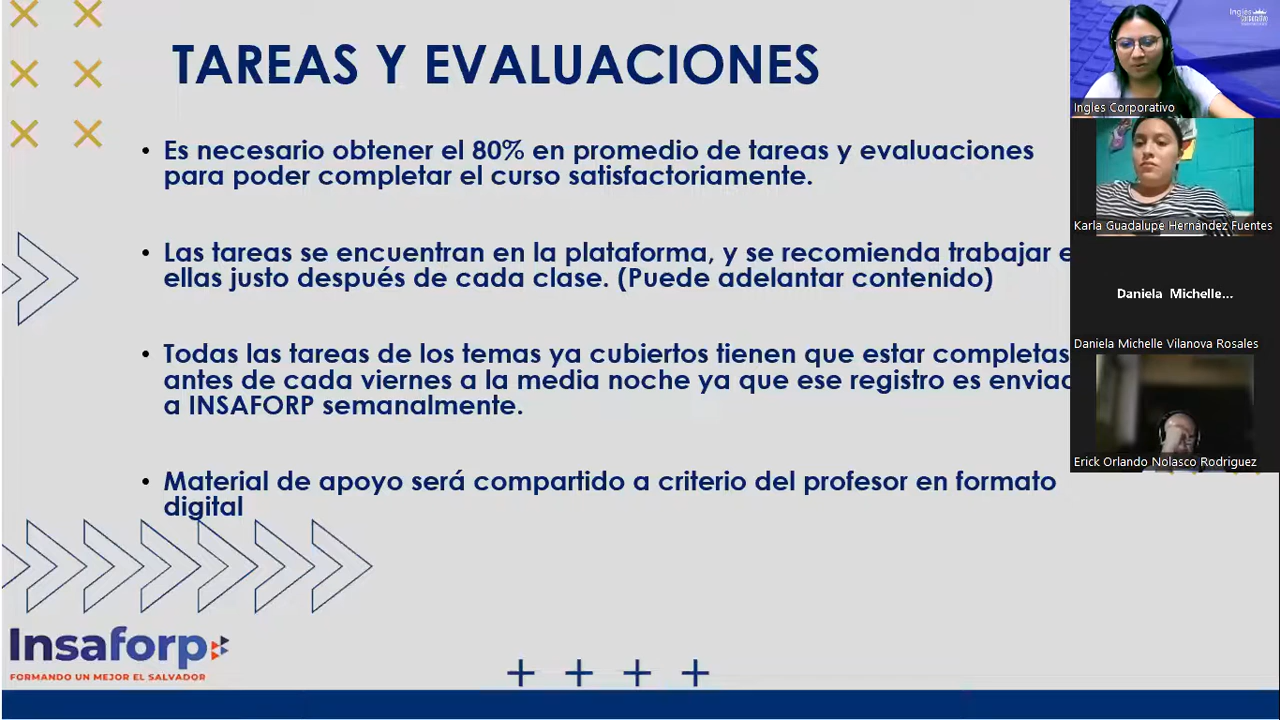 TAREAS Y EVALUACIONES
• Es necesario obtener el 80% en promedio de tareas y evaluaciones
para poder completar el curso satisfactoriamente.
• Las tareas se encuentran en la plataforma, y se recomienda trabajar e
ellas justo después de cada clase. (Puede adelantar contenido)
• Todas las tareas de los temas ya cubiertos tienen que estar completas
antes de cada viernes a la media noche ya que ese registro es enviad
a INSAFORP semanalmente.
• Material de apoyo será compartido a criterio del profesor en formato
digital
Insaforp
FORMANDO UN MEJOR EL SALVADOR
Ingles
Corporativo
Ingles Corporativo
Karla Guadalupe Hernández Fuentes
Daniela Michelle...
Daniela Michelle Vilanova Rosales
Erick Orlando Nolasco Rodriguez